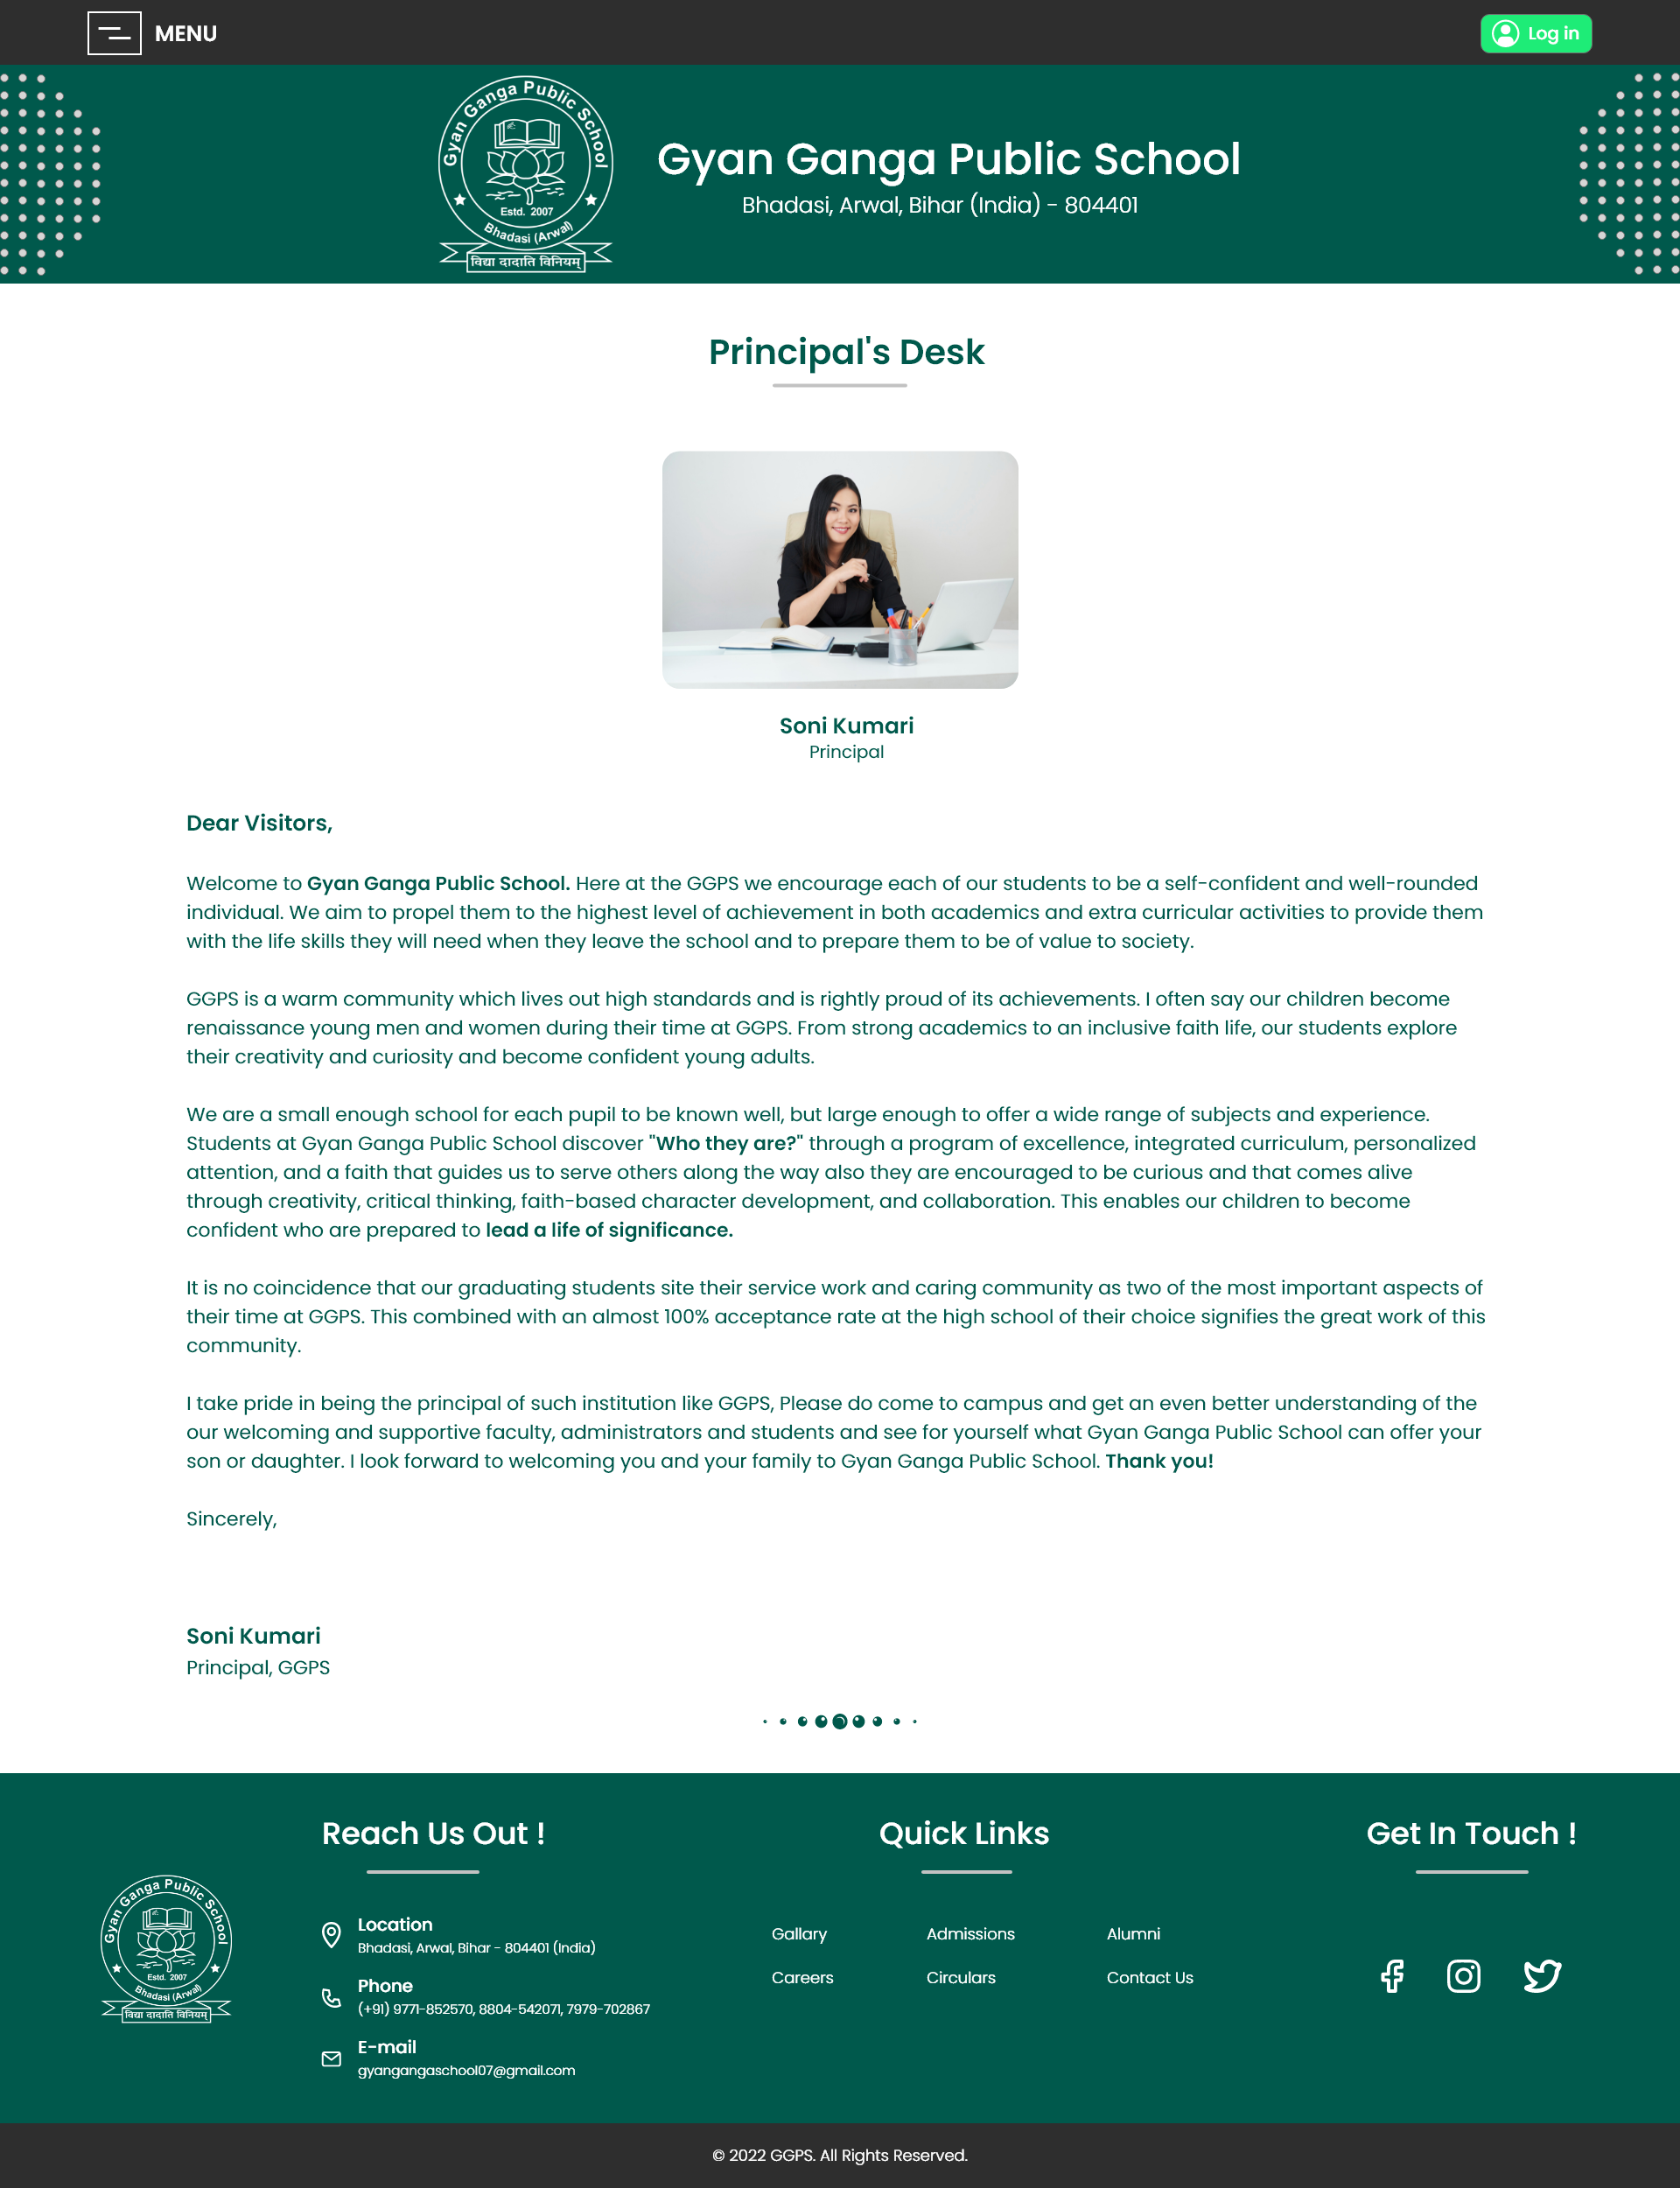 MENU
Log in
Gyan Ganga Public School
Estd. 2007
Bhadasi (Arwal)
विद्या दादाति विनियम्
Gyan Ganga Public School
Bhadasi, Arwal, Bihar (India) - 804401
Principal's Desk
Soni Kumari
Principal
Dear Visitors,
Welcome to Gyan Ganga Public School. Here at the GGPS we encourage each of our students to be a self-confident and well-rounded
individual. We aim to propel them to the highest level of achievement in both academics and extra curricular activities to provide them
with the life skills they will need when they leave the school and to prepare them to be of value to society.
GGPS is a warm community which lives out high standards and is rightly proud of its achievements. I often say our children become
renaissance young men and women during their time at GGPS. From strong academics to an inclusive faith life, our students explore
their creativity and curiosity and become confident young adults.
We are a small enough school for each pupil to be known well, but large enough to offer a wide range of subjects and experience.
Students at Gyan Ganga Public School discover "Who they are?" through a program of excellence, integrated curriculum, personalized
attention, and a faith that guides us to serve others along the way also they are encouraged to be curious and that comes alive
through creativity, critical thinking, faith-based character development, and collaboration. This enables our children to become
confident who are prepared to lead a life of significance.
It is no coincidence that our graduating students site their service work and caring community as two of the most important aspects of
their time at GGPS. This combined with an almost 100% acceptance rate at the high school of their choice signifies the great work of this
community.
I take pride in being the principal of such institution like GGPS, Please do come to campus and get an even better understanding of the
our welcoming and supportive faculty, administrators and students and see for yourself what Gyan Ganga Public School can offer your
son or daughter. I look forward to welcoming you and your family to Gyan Ganga Public School. Thank you!
Sincerely,
Soni Kumari
Principal, GGPS
Gyan Ganga Public School
Estd. 2007
Bhadasi (Arwal)
विद्या दादाति विनियम्
Reach Us Out !
Location
Bhadasi, Arwal, Bihar - 804401 (India)
Phone
(+91) 9771-852570, 8804-542071, 7979-702867
E-mail
gyangangaschool07@gmail.com
Quick Links
Gallary Admissions Alumni
Careers Circulars Contact Us
Get In Touch !
© 2022 GGPS. All Rights Reserved.